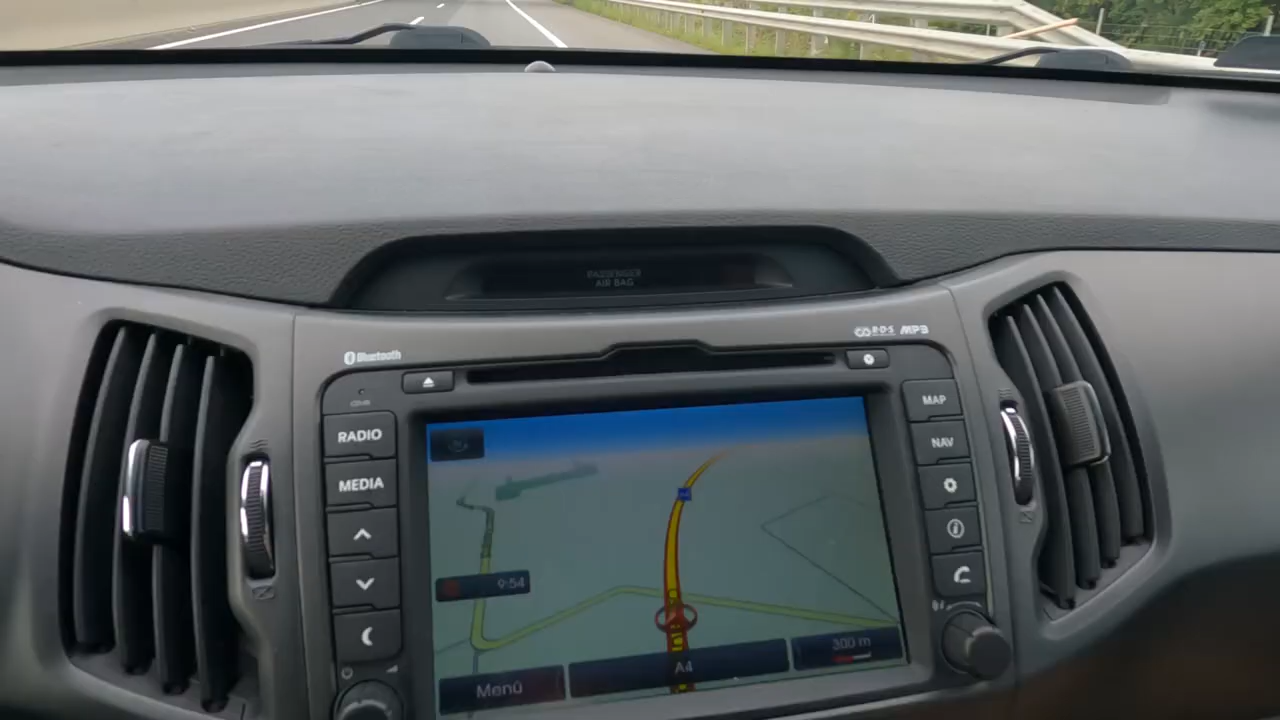 PASSENGER
AIR BAG
RDS MP3
Bluetooth
RADIO
MEDIA
MAP
NAV
9:54
300 m
A4
Menü